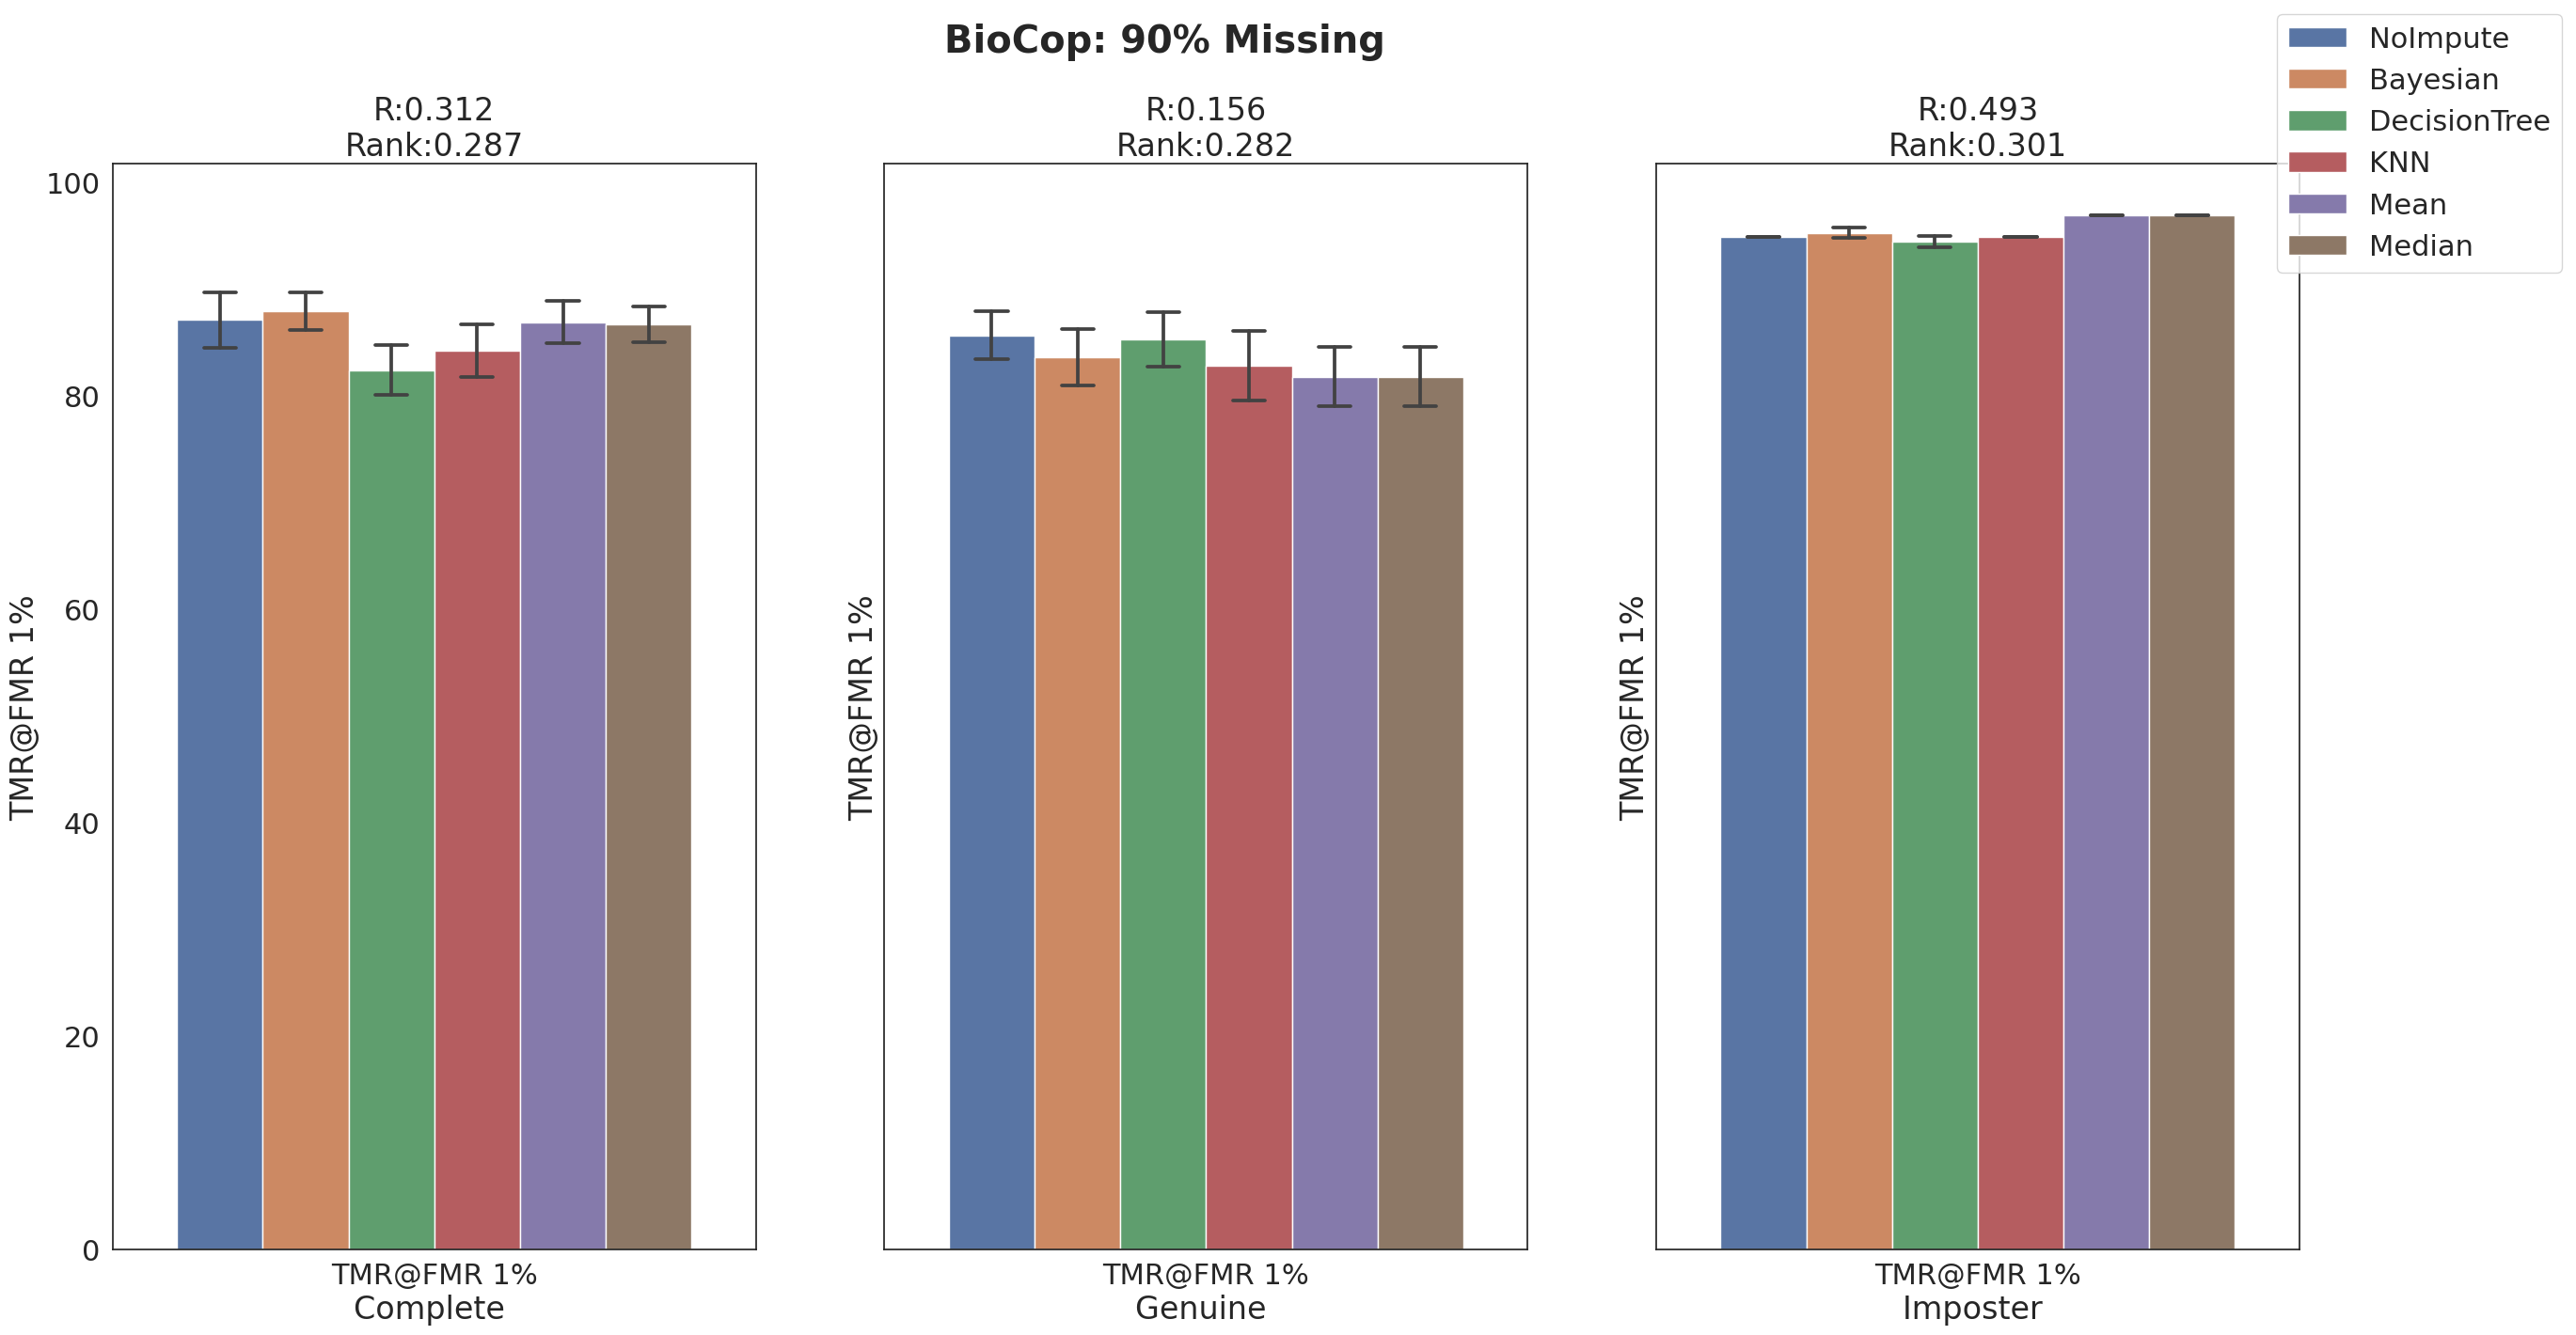 BioCop: 90% Missing
NoImpute
Bayesian
DecisionTree
KNN
Mean
Median
R:0.312
Rank:0.287
100
80
60
40
20
0
TMR@FMR 1%
TMR@FMR 1%
Complete
R:0.156
Rank:0.282
TMR@FMR 1%
TMR@FMR 1%
Genuine
R:0.493
Rank:0.301
TMR@FMR 1%
TMR@FMR 1%
Imposter